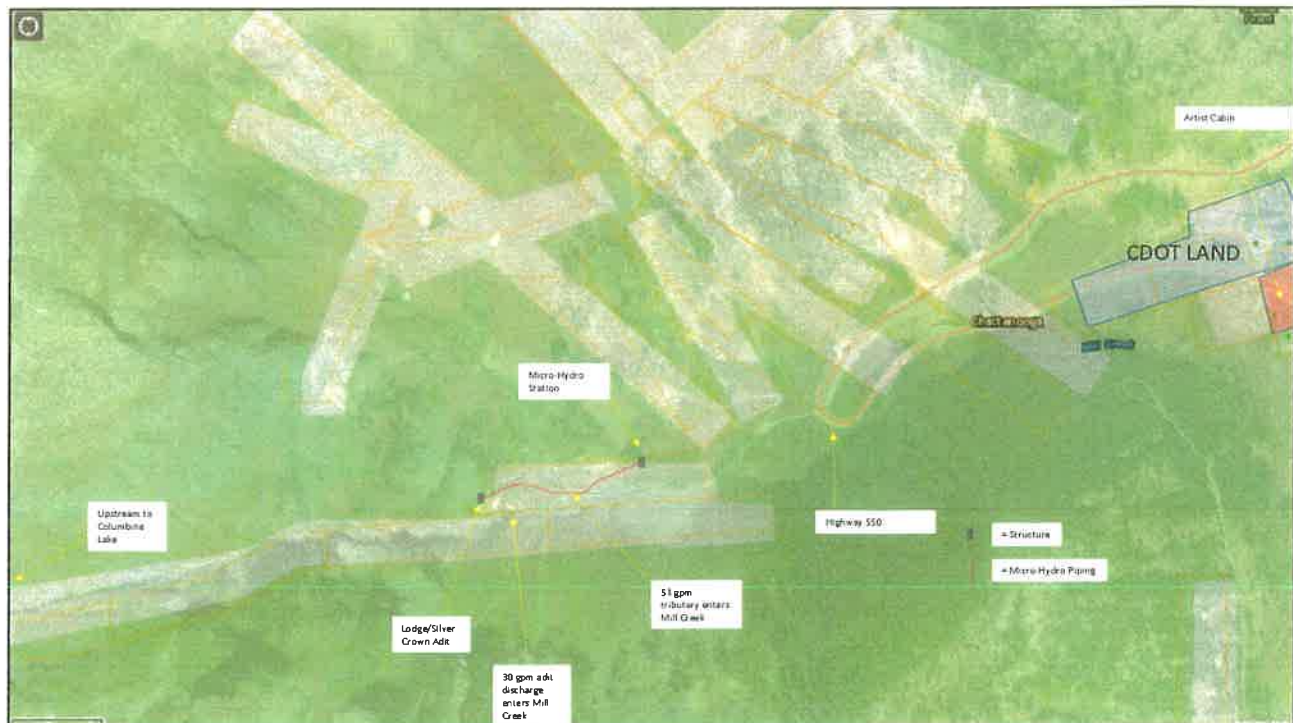 Artist Cabin
CDOT LAND
Chattanooga
Micro-Hydro
Station
Upstream to
Columbine
Lake
Highway 550
= Structure
= Micro Hydro Piping
51 gpm
tributary enters
Mill Creek
Lodge/Silver
Crown Adit
30 gpm adit
discharge
enters Mill
Creek